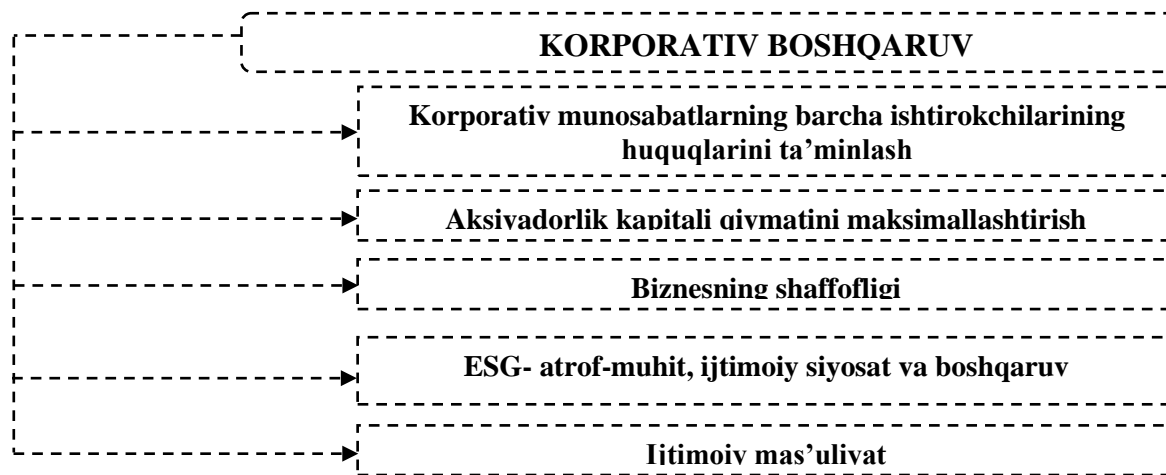 KORPORATIV BOSHQARUV
Korporativ munosabatlarning barcha ishtirokchilarining
huquqlarini ta’minlash
Aksiyadorlik kapitali qiymatini maksimallashtirish
Biznesning shaffofligi
ESG- atrof-muhit, ijtimoiy siyosat va boshqaruv
Ijtimoiy mas’uliyat